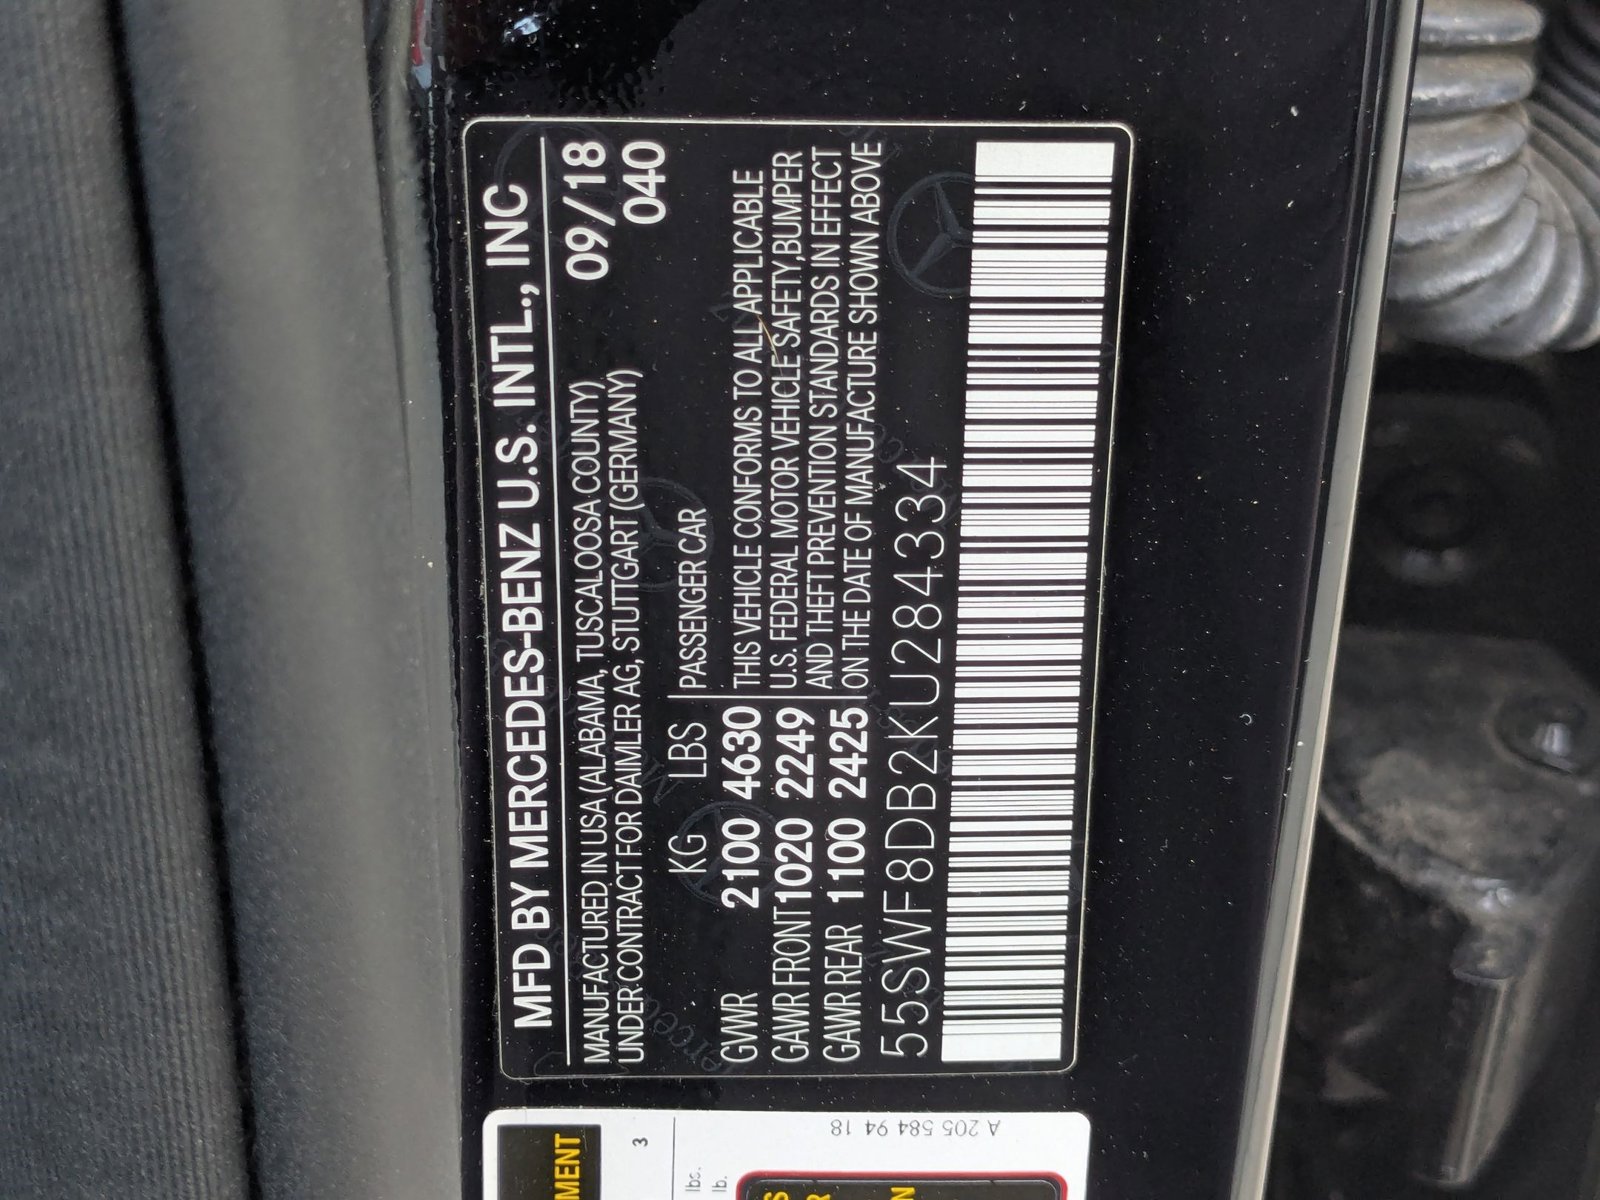 MFD BY MERCEDES-BENZ U.S. INTL., INC
MANUFACTURED IN USA (ALABAMA, TUSCALOOSA COUNTY) 09/18
UNDER CONTRACT FOR DAIMLER AG, STUTTGART (GERMANY) 040
KG LBS PASSENGER CAR
GVWR 2100 4630 THIS VEHICLE CONFORMS TO ALL APPLICABLE
GAWR FRONT 1020 2249 U.S. FEDERAL MOTOR VEHICLE SAFETY, BUMPER
GAWR REAR 1100 2425 AND THEFT PREVENTION STANDARDS IN EFFECT
ON THE DATE OF MANUFACTURE SHOWN ABOVE
55SWF8DB2KU284334
A 205 584 94 18
MENT
3
lbs.
lb.
S
R
N